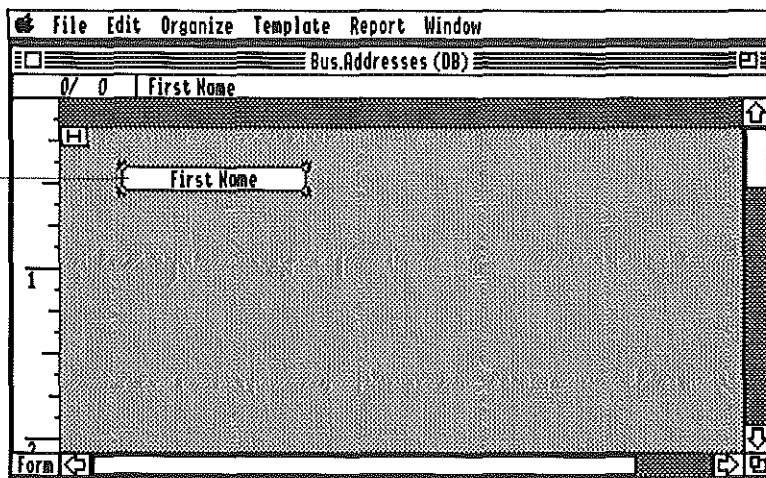 File Edit Organize Template Report Window
Bus.Addresses (DB)
0/ 0 First Name
H
First Name
1
2
Form